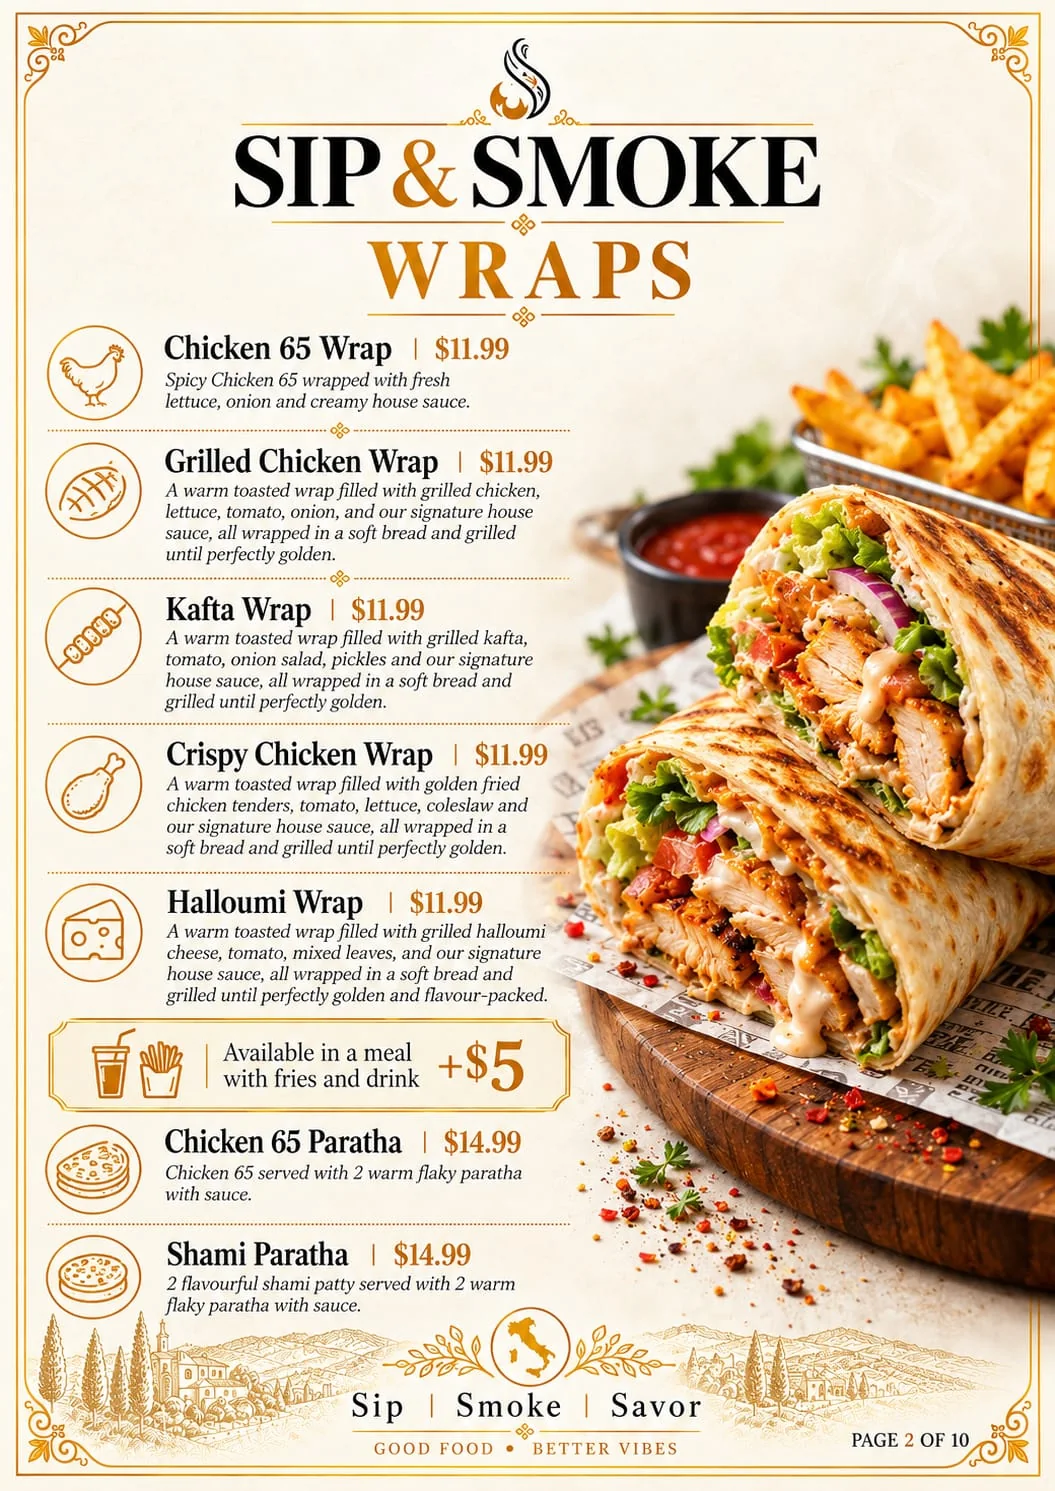 SIP & SMOKE
WRAPS
Chicken 65 Wrap | $11.99
Spicy Chicken 65 wrapped with fresh
lettuce, onion and creamy house sauce.
Grilled Chicken Wrap | $11.99
A warm toasted wrap filled with grilled chicken,
lettuce, tomato, onion, and our signature house
sauce, all wrapped in a soft bread and grilled
until perfectly golden.
Kafta Wrap | $11.99
A warm toasted wrap filled with grilled kafta,
tomato, onion salad, pickles and our signature
house sauce, all wrapped in a soft bread and
grilled until perfectly golden.
Crispy Chicken Wrap | $11.99
A warm toasted wrap filled with golden fried
chicken tenders, tomato, lettuce, coleslaw and
our signature house sauce, all wrapped in a
soft bread and grilled until perfectly golden.
Halloumi Wrap | $11.99
A warm toasted wrap filled with grilled halloumi
cheese, tomato, mixed leaves, and our signature
house sauce, all wrapped in a soft bread and
grilled until perfectly golden and flavour-packed.
Available in a meal
with fries and drink +$5
Chicken 65 Paratha | $14.99
Chicken 65 served with 2 warm flaky paratha
with sauce.
Shami Paratha | $14.99
2 flavourful shami patty served with 2 warm
flaky paratha with sauce.
Sip | Smoke | Savor
GOOD FOOD • BETTER VIBES
PAGE 2 OF 10